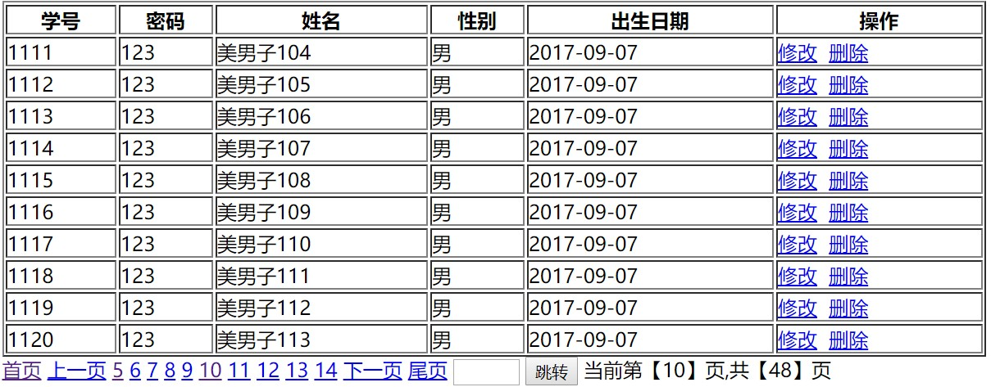 学号 密码 姓名 性别 出生日期 操作
1111 123 美男子104 男 2017-09-07 修改 删除
1112 123 美男子105 男 2017-09-07 修改 删除
1113 123 美男子106 男 2017-09-07 修改 删除
1114 123 美男子107 男 2017-09-07 修改 删除
1115 123 美男子108 男 2017-09-07 修改 删除
1116 123 美男子109 男 2017-09-07 修改 删除
1117 123 美男子110 男 2017-09-07 修改 删除
1118 123 美男子111 男 2017-09-07 修改 删除
1119 123 美男子112 男 2017-09-07 修改 删除
1120 123 美男子113 男 2017-09-07 修改 删除
首页 上一页 5 6 7 8 9 10 11 12 13 14 下一页 尾页 跳转 当前第【10】页,共【48】页